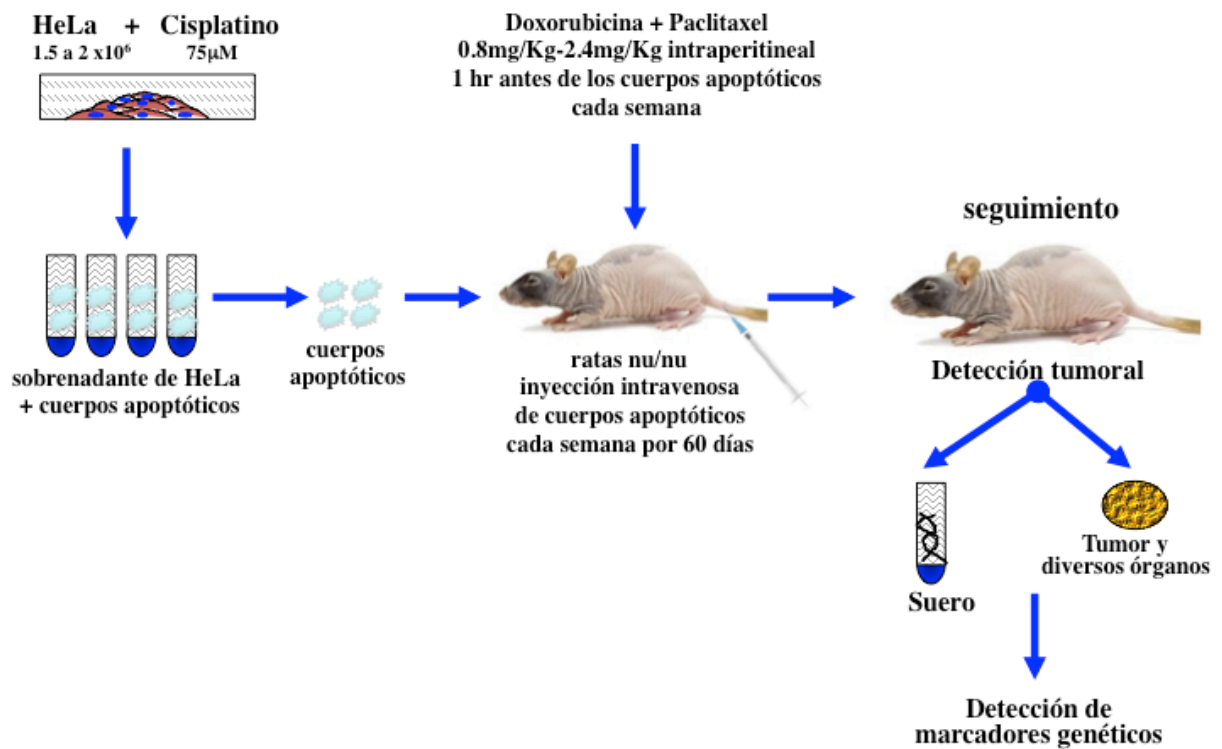 HeLa + Cisplatino
1.5 a 2 x10⁶ 75µM
Doxorubicina + Paclitaxel
0.8mg/Kg-2.4mg/Kg intraperitineal
1 hr antes de los cuerpos apoptóticos
cada semana
sobrenadante de HeLa
+ cuerpos apoptóticos
cuerpos
apoptóticos
ratas nu/nu
inyección intravenosa
de cuerpos apoptóticos
cada semana por 60 días
seguimiento
Detección tumoral
Suero
Tumor y
diversos órganos
Detección de
marcadores genéticos